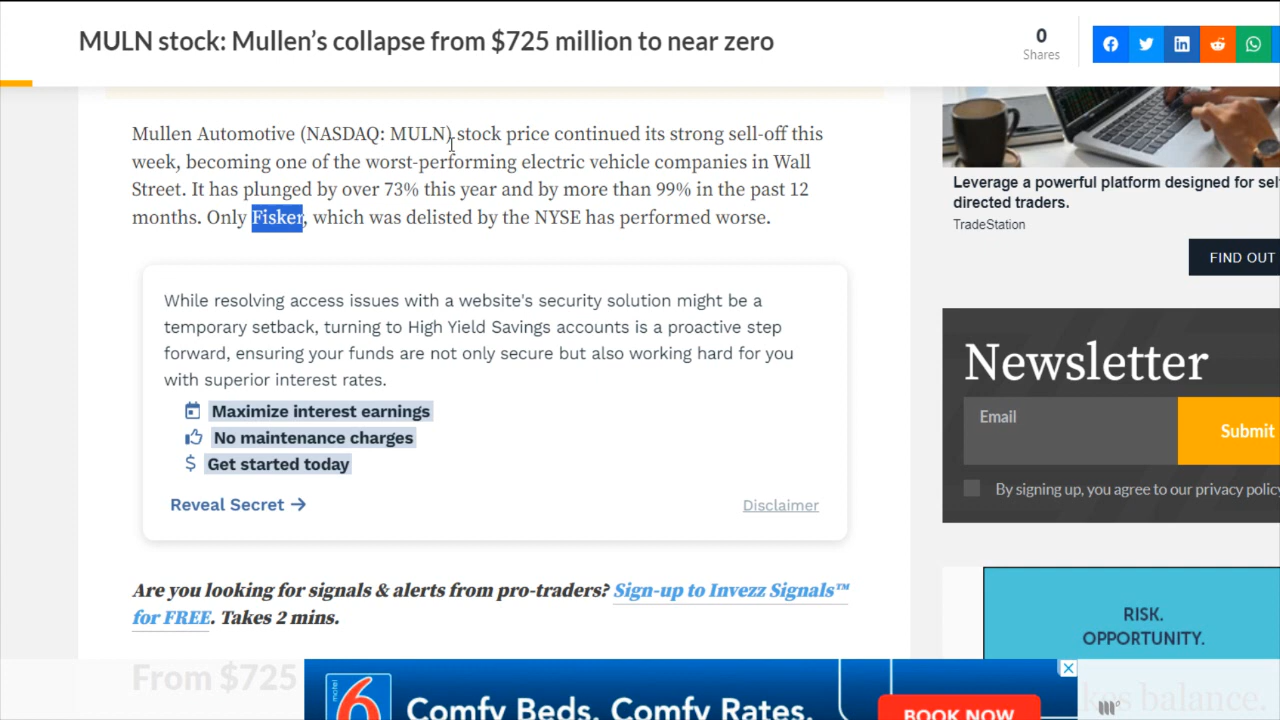 MULN stock: Mullen's collapse from $725 million to near zero
0
Shares
Mullen Automotive (NASDAQ: MULN) stock price continued its strong sell-off this
week, becoming one of the worst-performing electric vehicle companies in Wall
Street. It has plunged by over 73% this year and by more than 99% in the past 12
months. Only Fisker, which was delisted by the NYSE has performed worse.
While resolving access issues with a website's security solution might be a
temporary setback, turning to High Yield Savings accounts is a proactive step
forward, ensuring your funds are not only secure but also working hard for you
with superior interest rates.
Maximize interest earnings
No maintenance charges
$ Get started today
Reveal Secret →
Disclaimer
Are you looking for signals & alerts from pro-traders? Sign-up to Invezz Signals™
for FREE. Takes 2 mins.
From $725
Leverage a powerful platform designed for sel
directed traders.
TradeStation
FIND OUT
Newsletter
Email
Submit
By signing up, you agree to our privacy policy
RISK.
OPPORTUNITY.
kes balance.
motel
6
Comfy Beds. Comfy Rates.
BOOK NOW